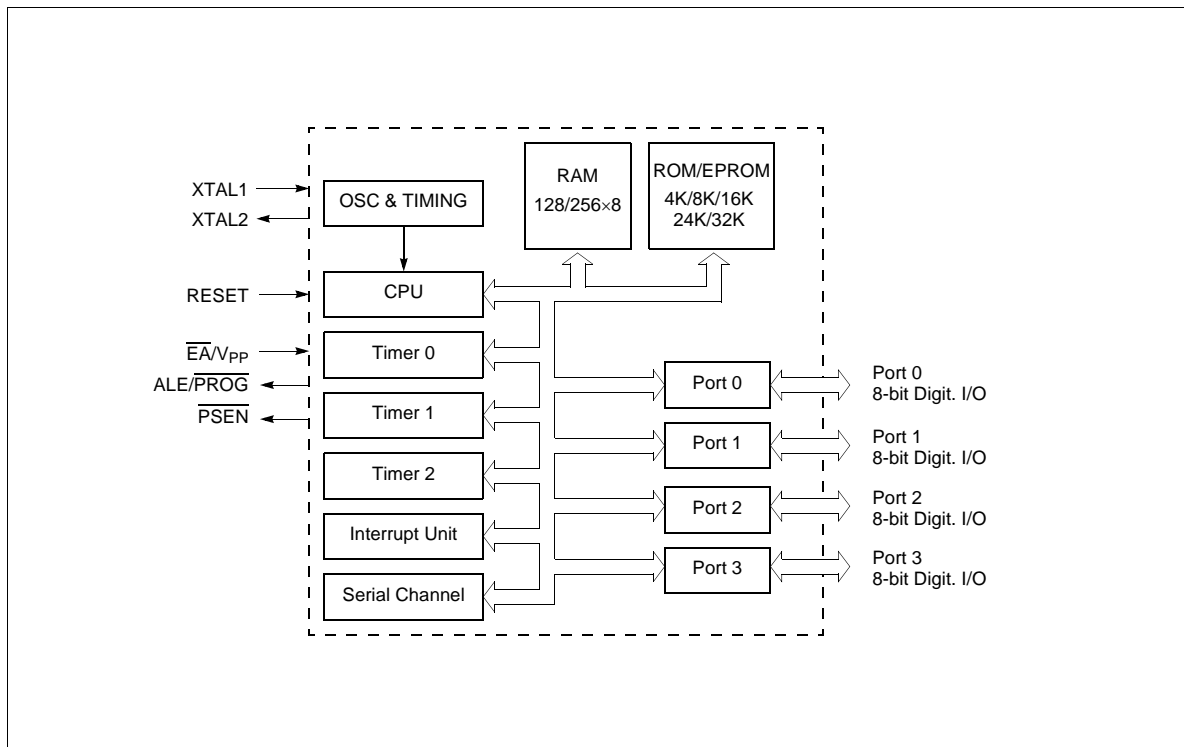 XTAL1
XTAL2
RESET
EA/VPP
ALE/PROG
PSEN
OSC & TIMING
CPU
Timer 0
Timer 1
Timer 2
Interrupt Unit
Serial Channel
RAM
128/256×8
ROM/EPROM
4K/8K/16K
24K/32K
Port 0
Port 1
Port 2
Port 3
Port 0
8-bit Digit. I/O
Port 1
8-bit Digit. I/O
Port 2
8-bit Digit. I/O
Port 3
8-bit Digit. I/O